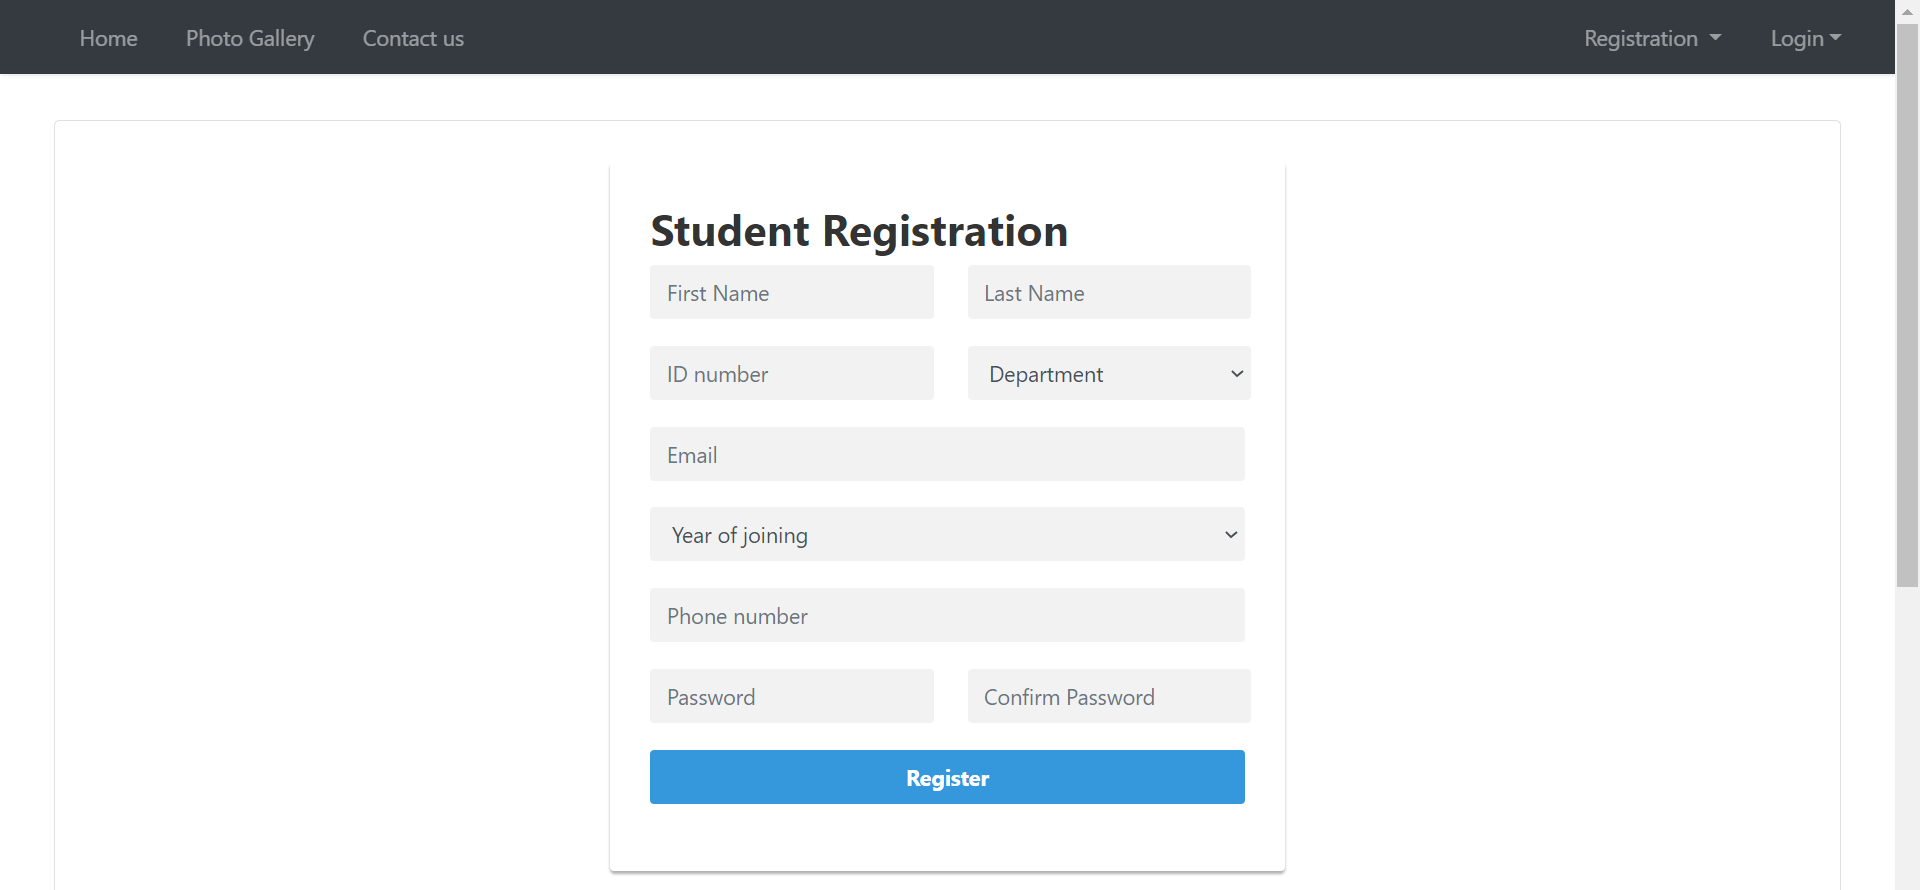 Home Photo Gallery Contact us Registration Login
Student Registration
First Name Last Name
ID number Department
Email
Year of joining
Phone number
Password Confirm Password
Register